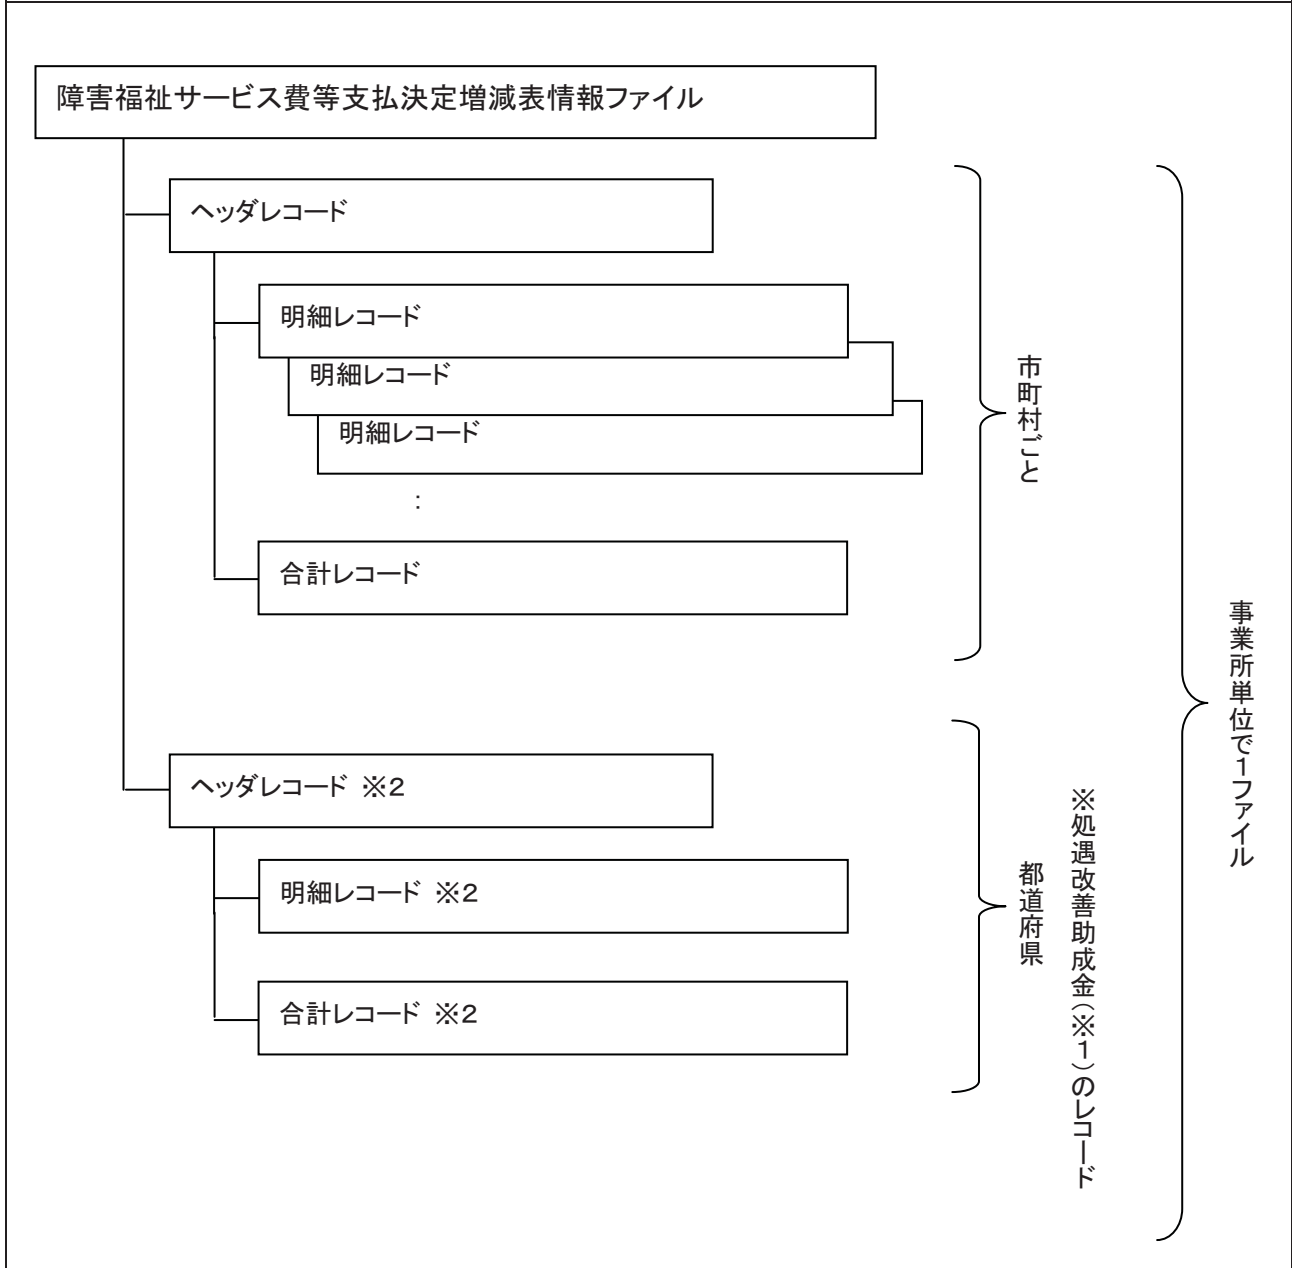 障害福祉サービス費等支払決定増減表情報ファイル
ヘッダレコード
明細レコード
明細レコード
明細レコード
:
合計レコード
市町村ごと
ヘッダレコード ※2
明細レコード ※2
合計レコード ※2
都道府県
※処遇改善助成金(※1)のレコード
事業所単位で1ファイル